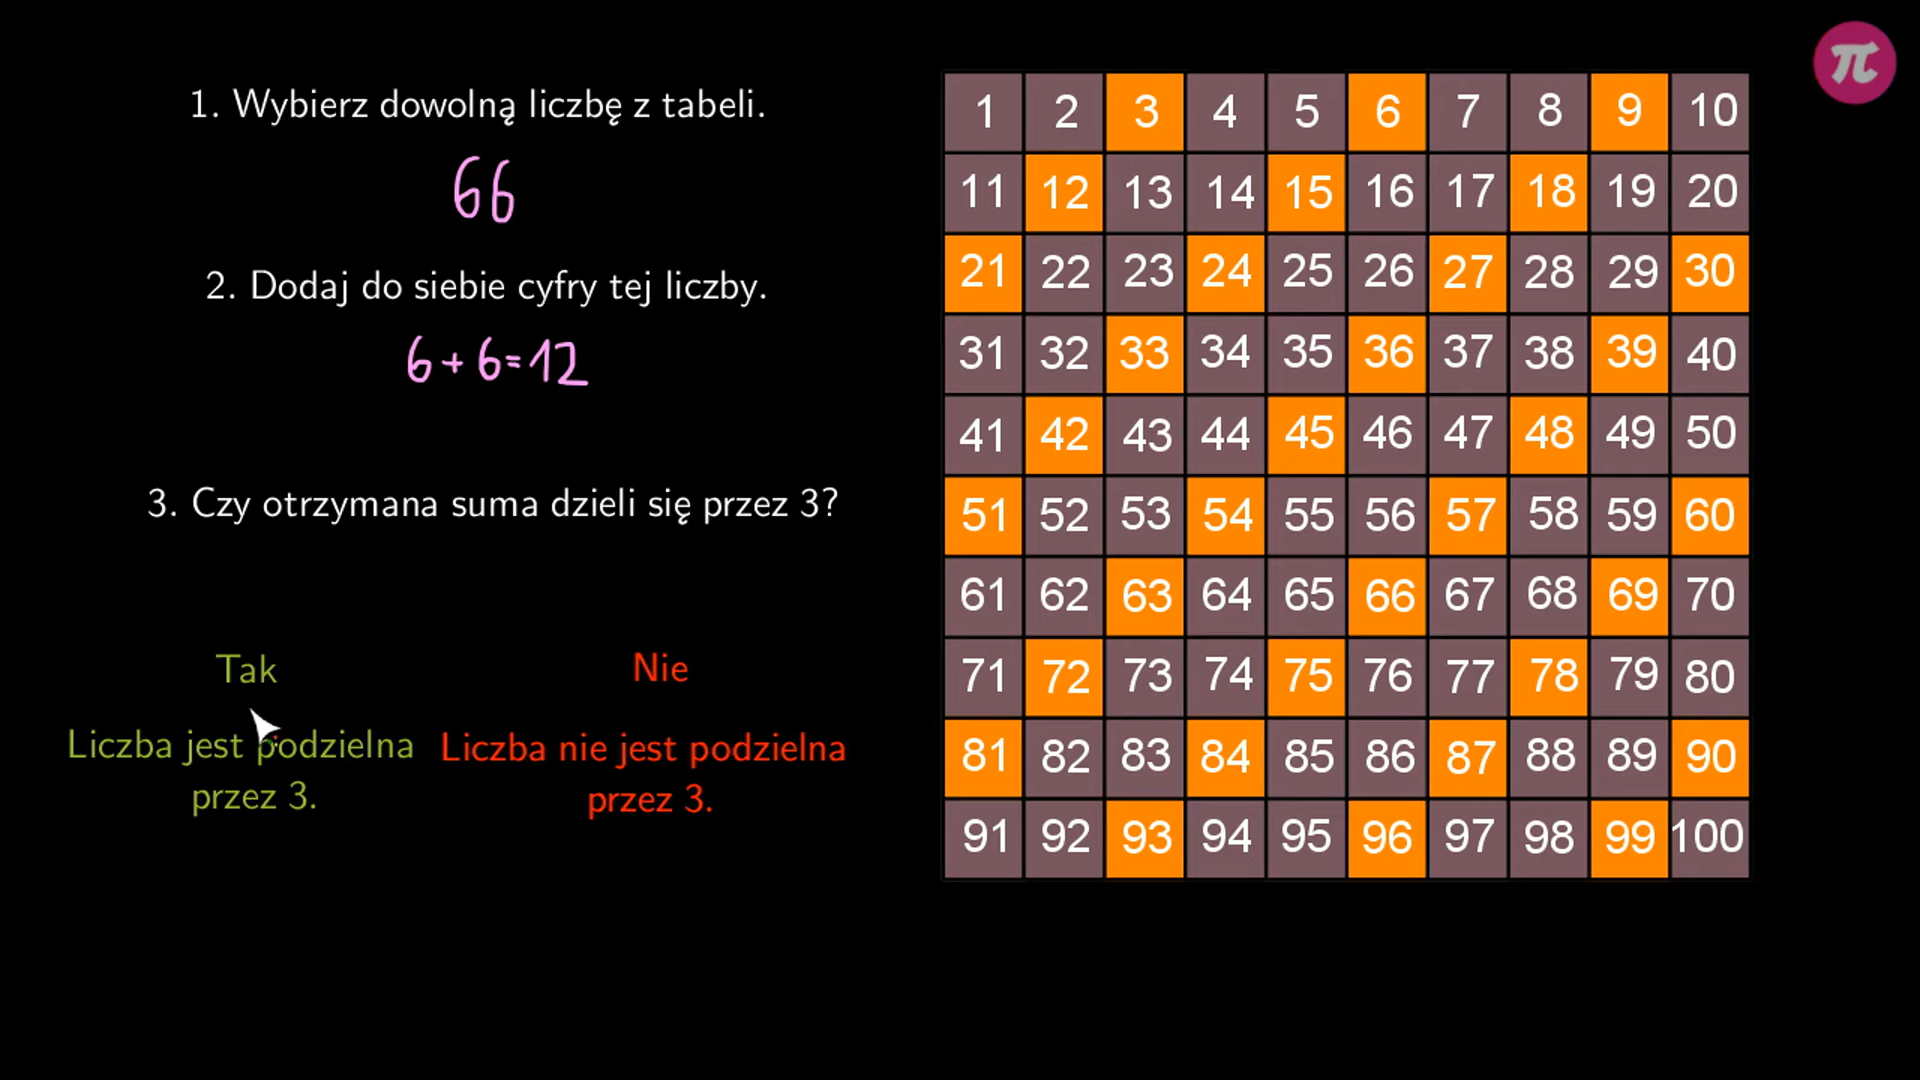 1. Wybierz dowolną liczbę z tabeli.
66
2. Dodaj do siebie cyfry tej liczby.
6+6=12
3. Czy otrzymana suma dzieli się przez 3?
Tak
Liczba jest podzielna
przez 3.
Nie
Liczba nie jest podzielna
przez 3.
π
1 2 3 4 5 6 7 8 9 10
11 12 13 14 15 16 17 18 19 20
21 22 23 24 25 26 27 28 29 30
31 32 33 34 35 36 37 38 39 40
41 42 43 44 45 46 47 48 49 50
51 52 53 54 55 56 57 58 59 60
61 62 63 64 65 66 67 68 69 70
71 72 73 74 75 76 77 78 79 80
81 82 83 84 85 86 87 88 89 90
91 92 93 94 95 96 97 98 99 100